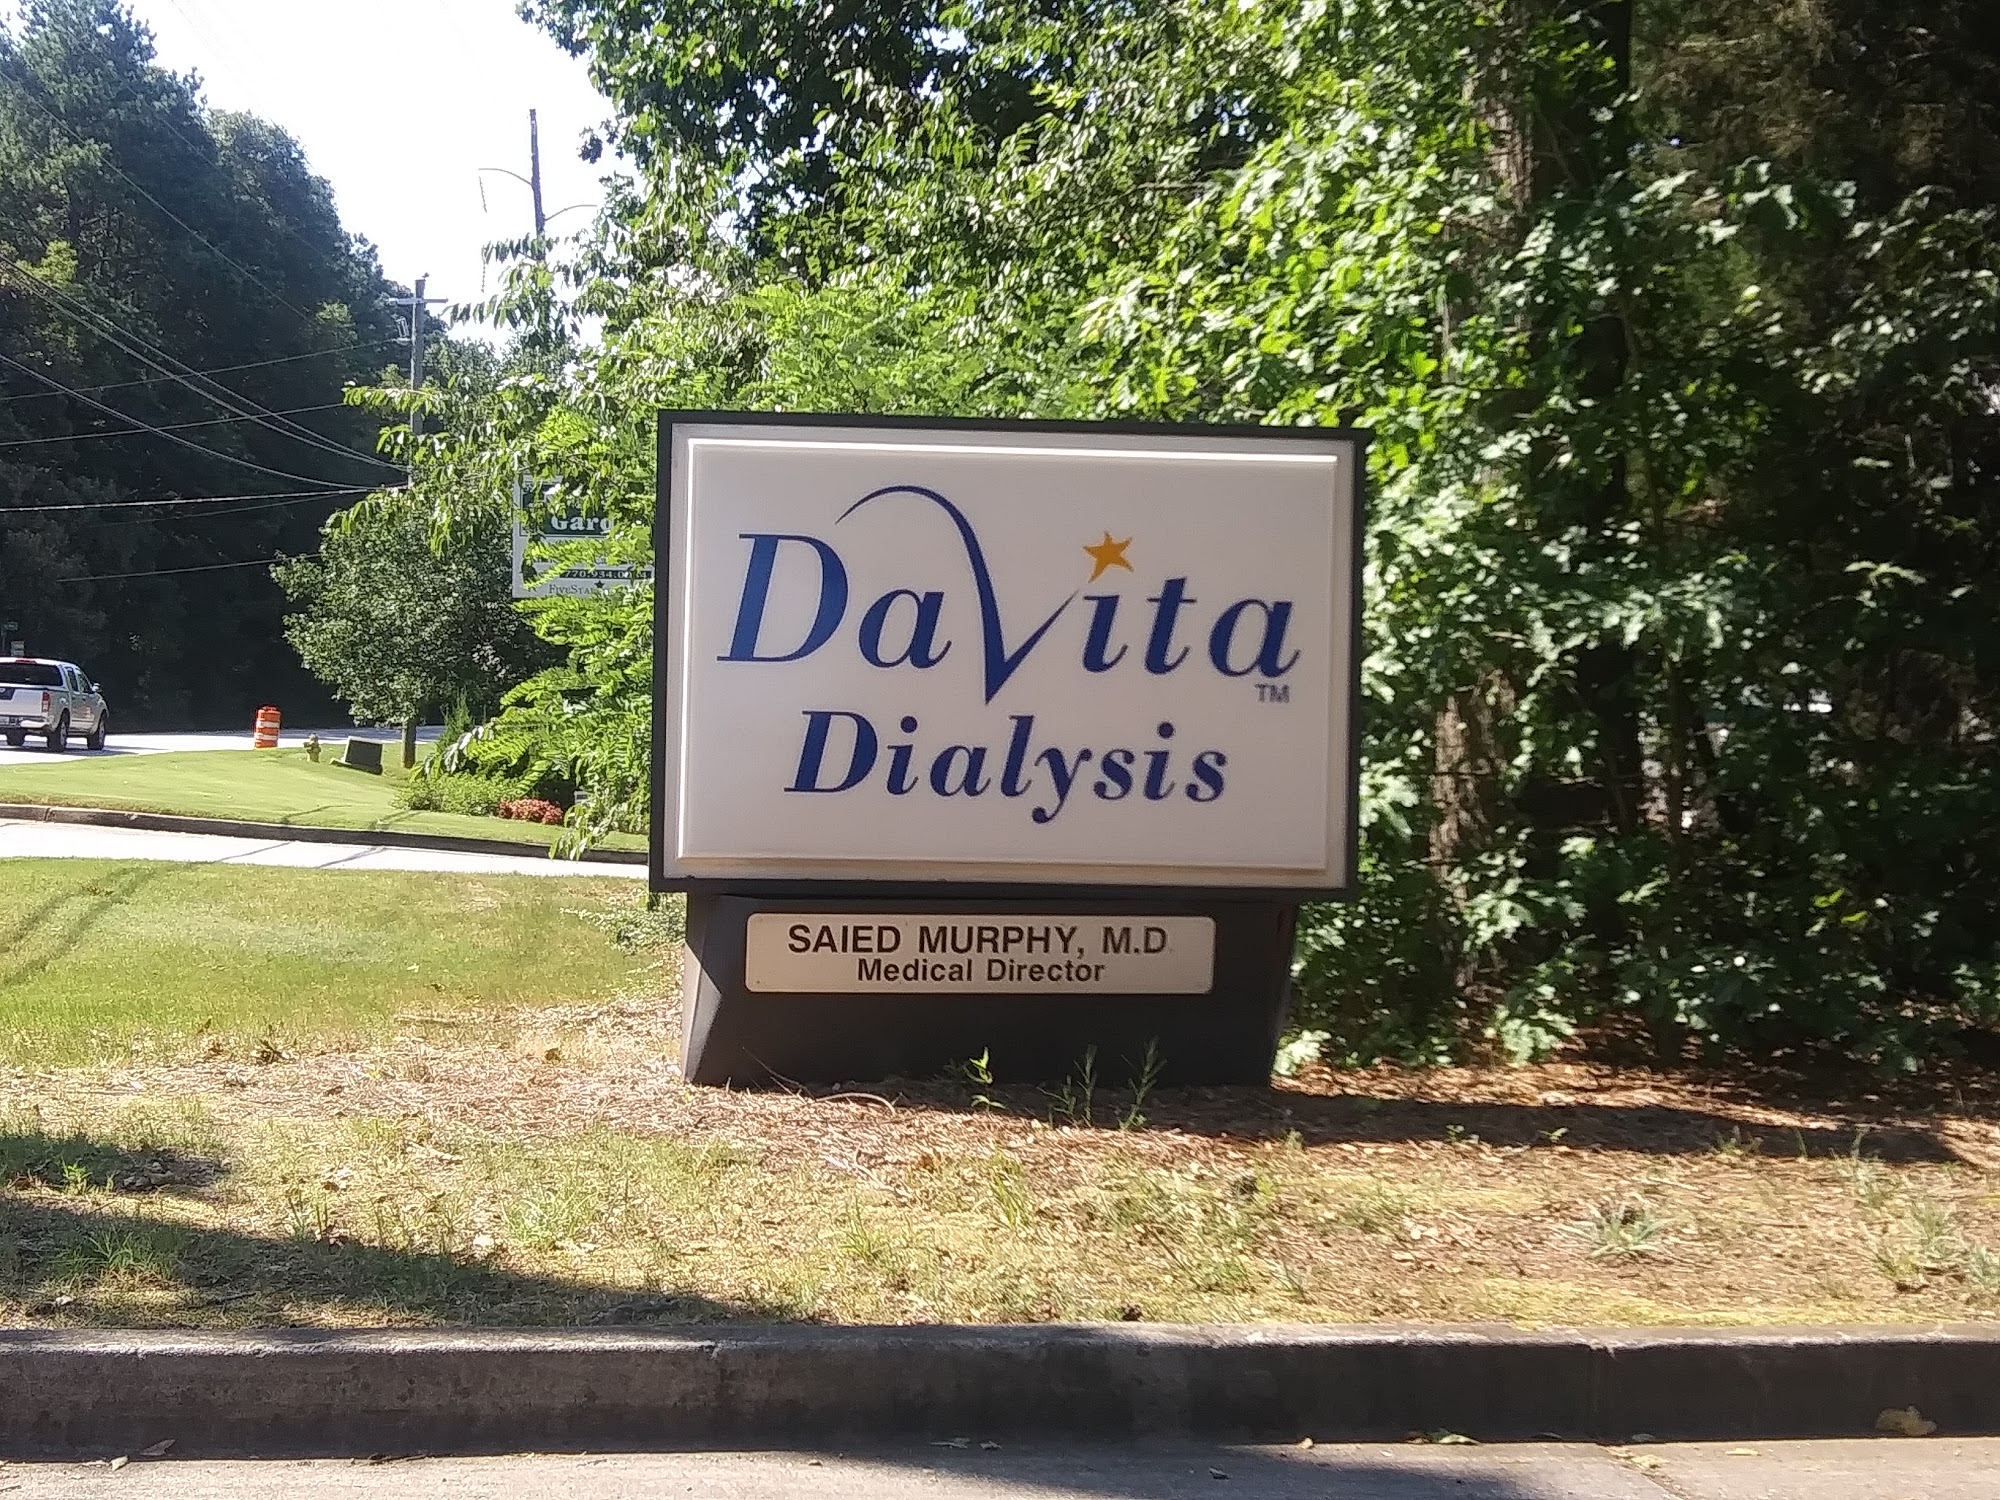 DaVita
TM
Dialysis
SAIED MURPHY, M.D
Medical Director